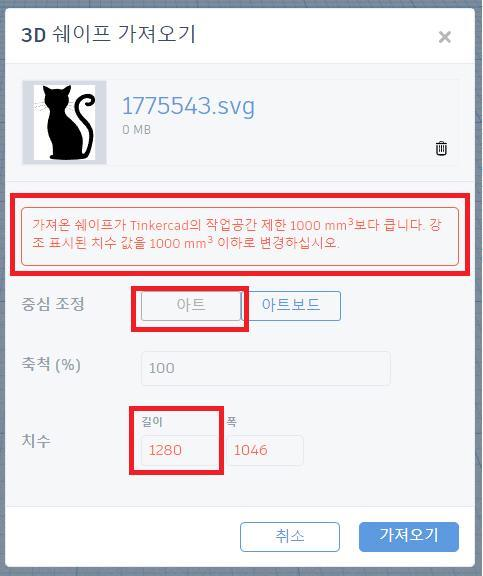 3D 쉐이프 가져오기
1775543.svg
0 MB
가져온 쉐이프가 Tinkercad의 작업공간 제한 1000 mm³보다 큽니다. 강
조 표시된 치수 값을 1000 mm³ 이하로 변경하십시오.
중심 조정 아트 아트보드
축척 (%) 100
길이 폭
치수 1280 1046
취소 가져오기